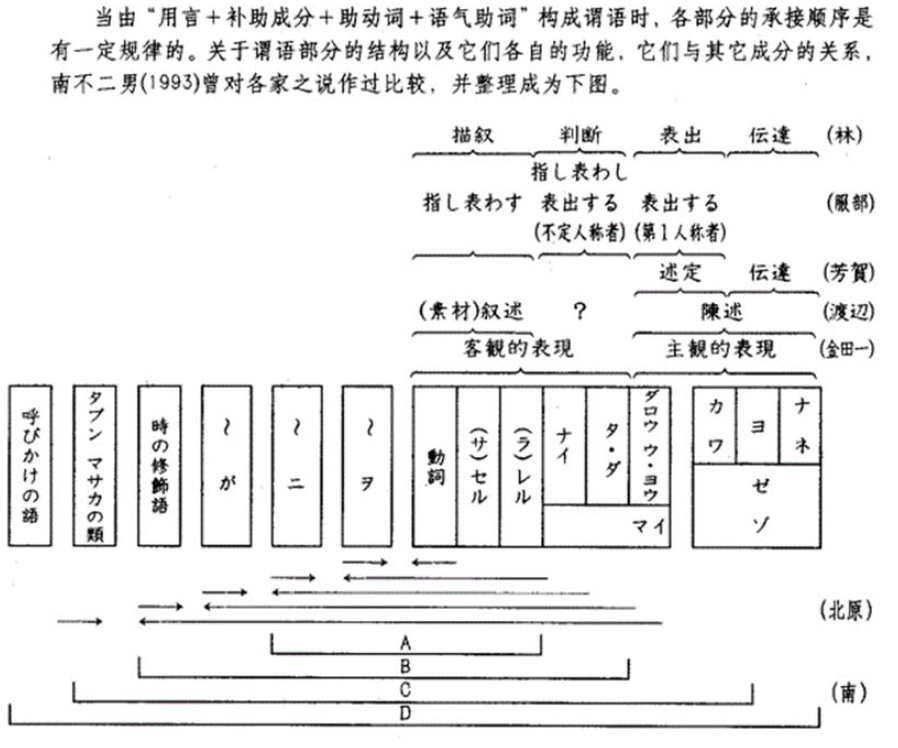 当由“用言＋补助成分＋助动词＋语气助词”构成谓语时，各部分的承接顺序是
有一定规律的。关于谓语部分的结构以及它们各自的功能，它们与其它成分的关系，
南不二男(1993)曾对各家之说作过比较，并整理成为下图。
描叙 判断 表出 伝達 (林)
指し表わし
指し表わす 表出する 表出する (服部)
(不定人称者) (第1人称者)
述定 伝達 (芳賀)
(素材)叙述 ? 陳述 (渡辺)
客観的表現 主観的表現 (金田一)
呼びかけの語
タブン マサカの類
時の修飾語
～が
～ニ
～ヲ
動詞
(サ)セル
(ラ)レル
ナイ
タ・ダ
ダロウ ウ・ヨウ
マイ
カワ
ヨ
ナネ
ゼゾ
(北原)
A
B
C (南)
D